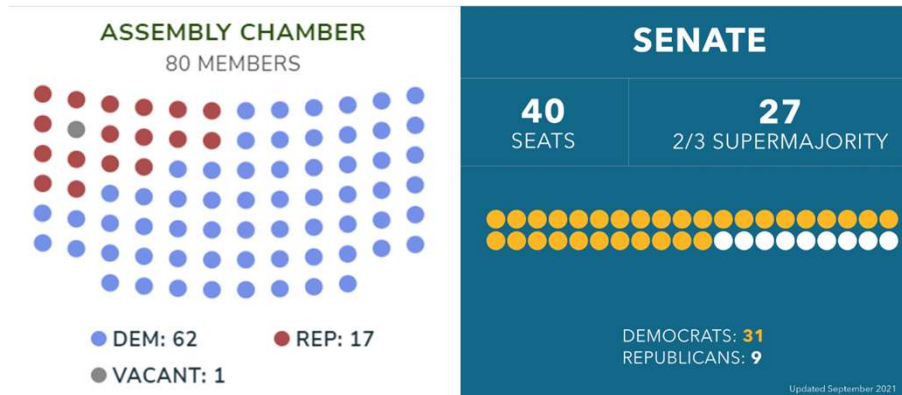 ASSEMBLY CHAMBER
80 MEMBERS
DEM: 62
REP: 17
VACANT: 1
SENATE
40
SEATS
27
2/3 SUPERMAJORITY
DEMOCRATS: 31
REPUBLICANS: 9
Updated September 2021